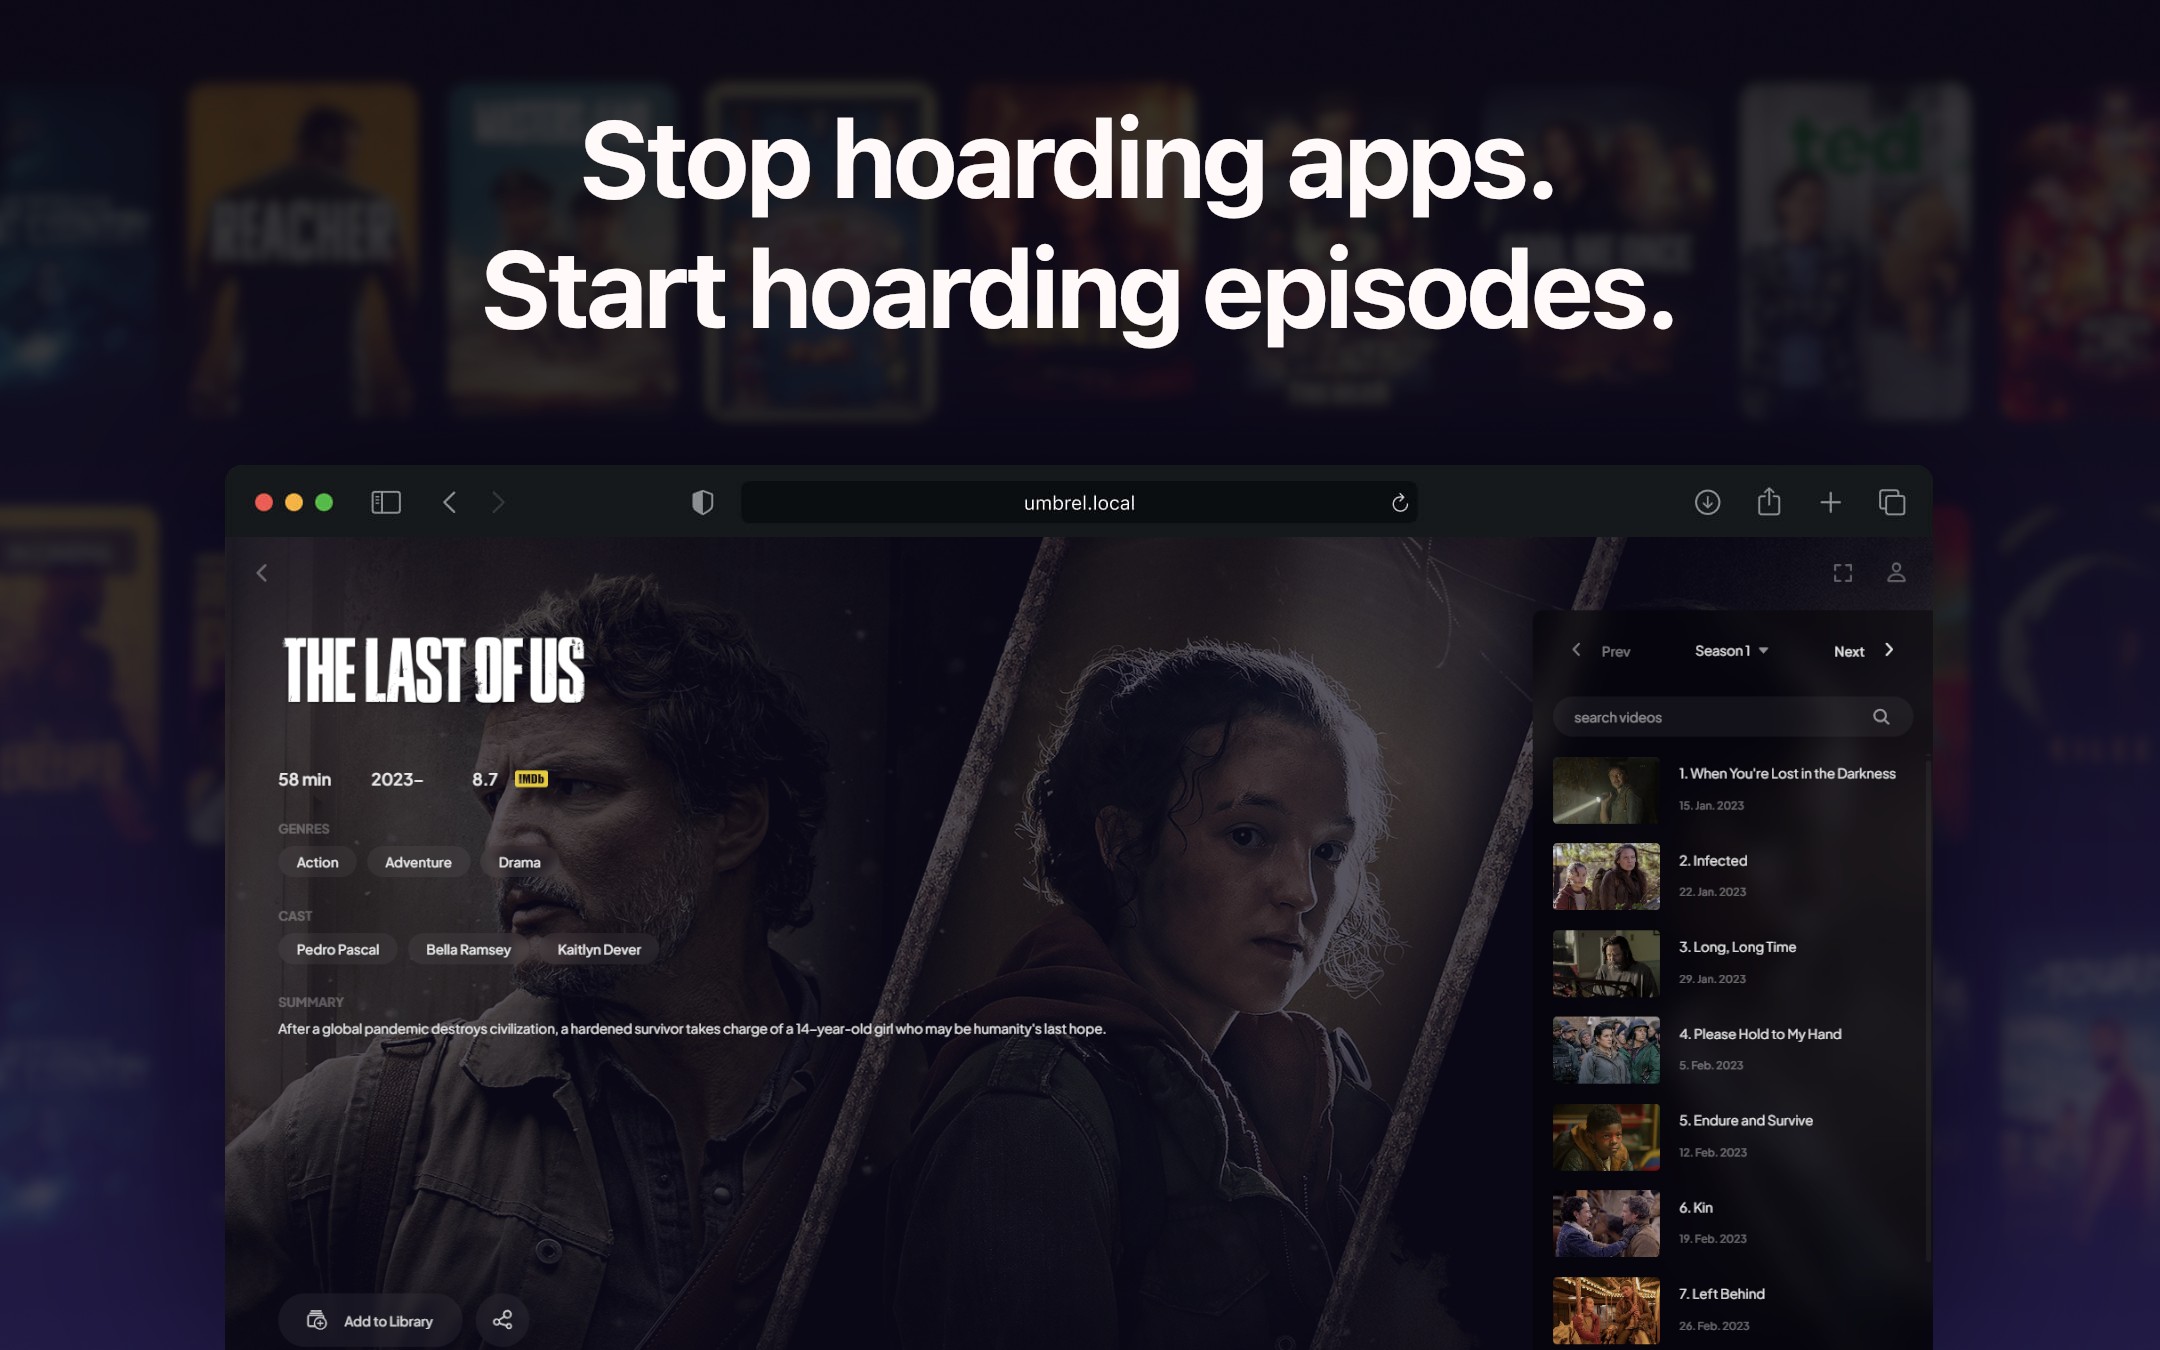 Stop hoarding apps.
Start hoarding episodes.
REACHER
ted
umbrel.local
THE LAST OF US
58 min 2023– 8.7 IMDb
GENRES
Action Adventure Drama
CAST
Pedro Pascal Bella Ramsey Kaitlyn Dever
SUMMARY
After a global pandemic destroys civilization, a hardened survivor takes charge of a 14-year-old girl who may be humanity's last hope.
Add to Library
Prev Season 1 Next
search videos
1. When You're Lost in the Darkness
15. Jan. 2023
2. Infected
22. Jan. 2023
3. Long, Long Time
29. Jan. 2023
4. Please Hold to My Hand
5. Feb. 2023
5. Endure and Survive
12. Feb. 2023
6. Kin
19. Feb. 2023
7. Left Behind
26. Feb. 2023